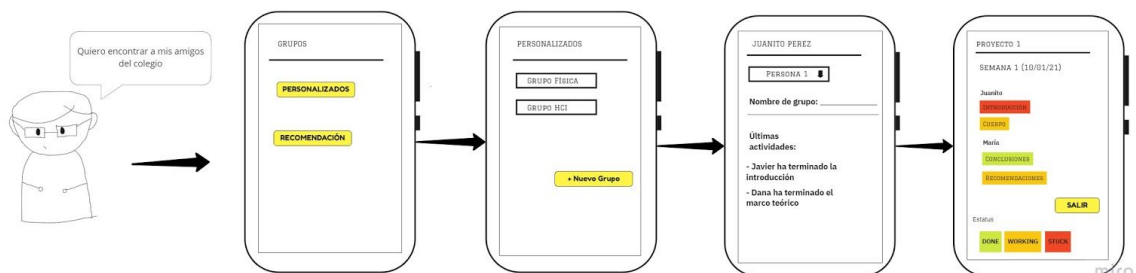 Quiero encontrar a mis amigos
del colegio
GRUPOS
PERSONALIZADOS
RECOMENDACIÓN
PERSONALIZADOS
GRUPO FÍSICA
GRUPO HCI
+ Nuevo Grupo
JUANITO PEREZ
PERSONA 1
Nombre de grupo: ___________
Últimas
actividades:
- Javier ha terminado la
introducción
- Dana ha terminado el
marco teórico
PROYECTO 1
SEMANA 1 (10/01/21)
Juanito
INTRODUCCIÓN
CUERPO
María
CONCLUSIONES
RECOMENDACIONES
SALIR
Estatus
DONE WORKING STUCK
miro